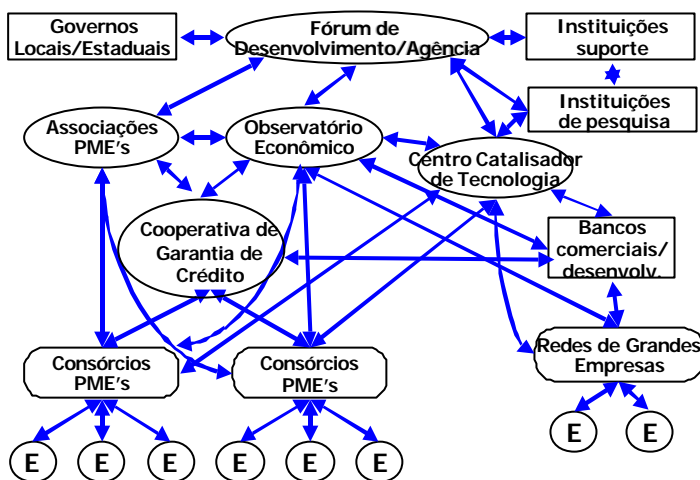 Governos
Locais/Estaduais
Fórum de
Desenvolvimento/Agência
Instituições
suporte
Instituições
de pesquisa
Associações
PME's
Observatório
Econômico
Centro Catalisador
de Tecnologia
Cooperativa de
Garantia de
Crédito
Bancos
comerciais/
desenvolv.
Consórcios
PME's
Consórcios
PME's
Redes de Grandes
Empresas
E
E
E
E
E
E
E
E